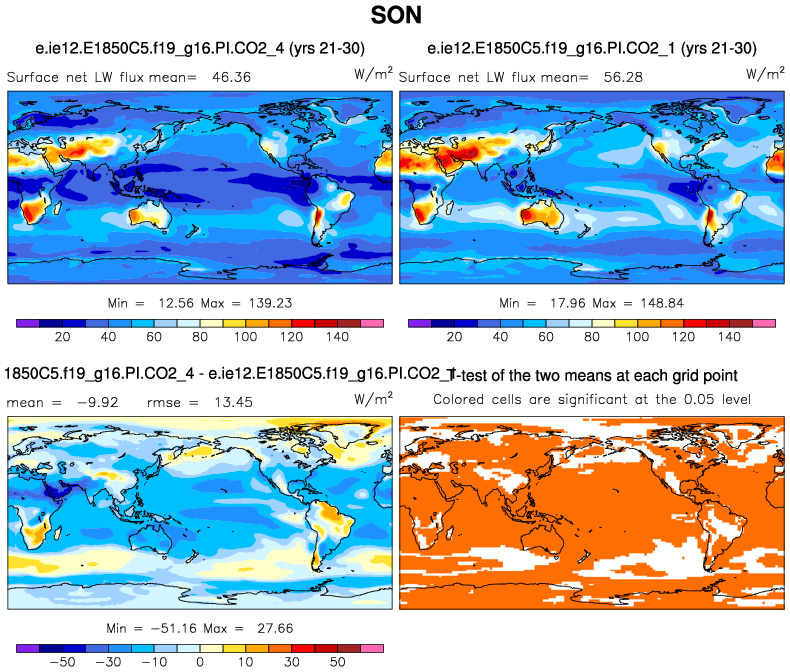 SON
e.ie12.E1850C5.f19_g16.PI.CO2_4 (yrs 21-30)
e.ie12.E1850C5.f19_g16.PI.CO2_1 (yrs 21-30)
Surface net LW flux mean= 46.36 W/m²
Surface net LW flux mean= 56.28 W/m²
Min = 12.56 Max = 139.23
Min = 17.96 Max = 148.84
20 40 60 80 100 120 140
20 40 60 80 100 120 140
1850C5.f19_g16.PI.CO2_4 - e.ie12.E1850C5.f19_g16.PI.CO2_
T-test of the two means at each grid point
mean = -9.92 rmse = 13.45 W/m²
Colored cells are significant at the 0.05 level
Min = -51.16 Max = 27.66
-50 -30 -10 0 10 30 50